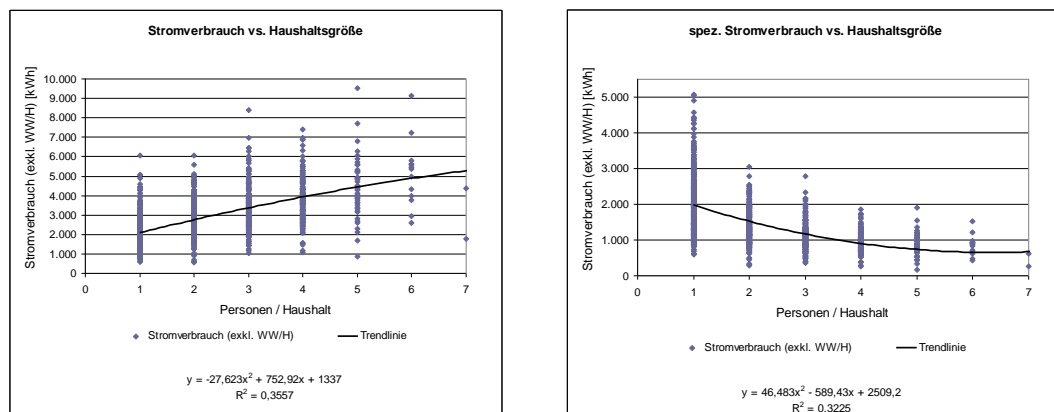 Stromverbrauch vs. Haushaltsgröße
Stromverbrauch (exkl. WW/H) [kWh]
10.000
9.000
8.000
7.000
6.000
5.000
4.000
3.000
2.000
1.000
0
0 1 2 3 4 5 6 7
Personen / Haushalt
Stromverbrauch (exkl. WW/H) Trendlinie
y = -27,623x² + 752,92x + 1337
R² = 0,3557
spez. Stromverbrauch vs. Haushaltsgröße
Stromverbrauch (exkl. WW/H) [kWh]
5.000
4.000
3.000
2.000
1.000
0
0 1 2 3 4 5 6 7
Personen / Haushalt
Stromverbrauch (exkl. WW/H) Trendlinie
y = 46,483x² - 589,43x + 2509,2
R² = 0,3225